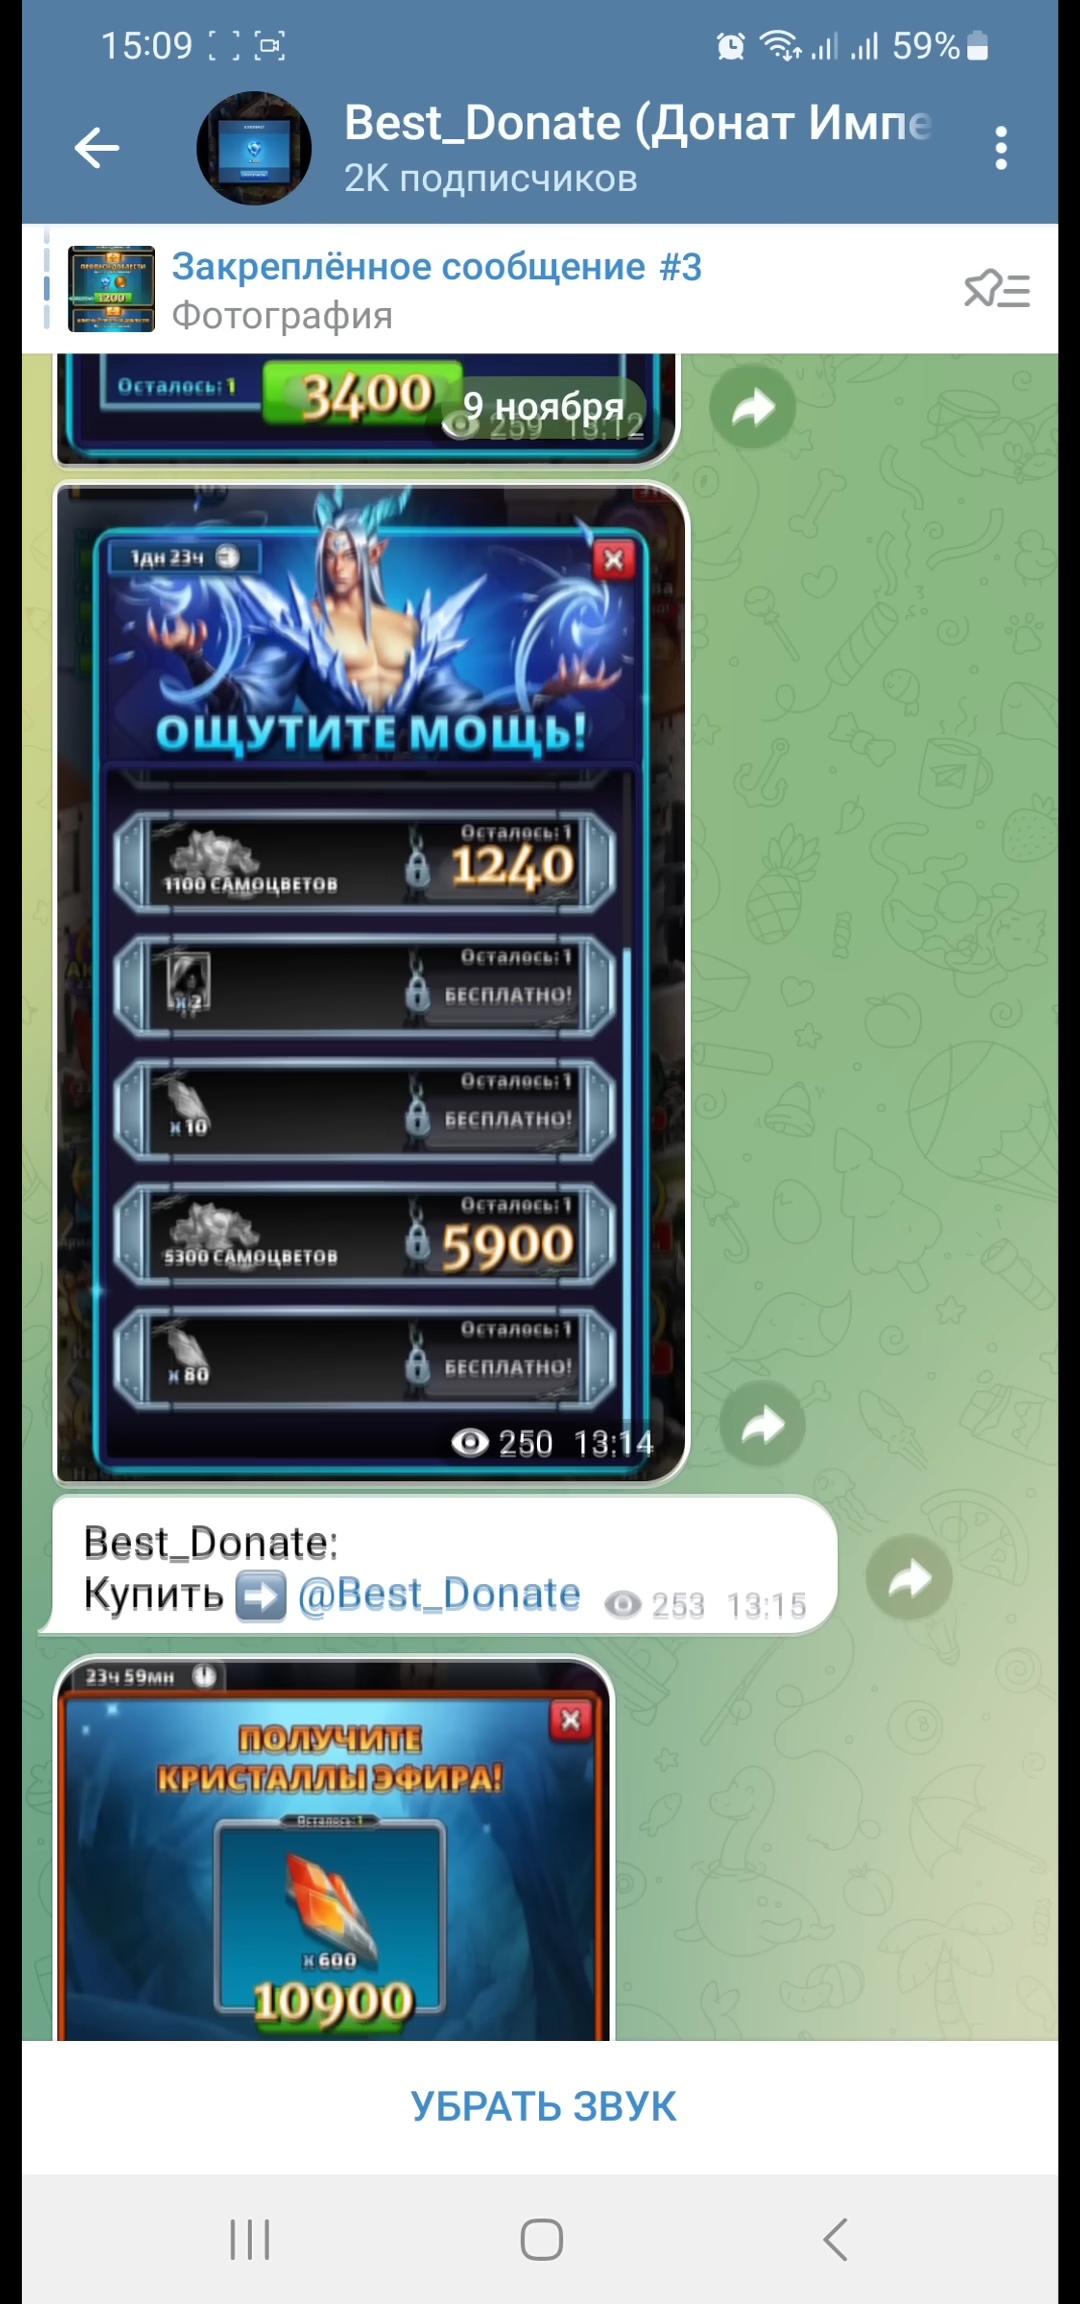 15:09
59%
Best_Donate (Донат Импе
2K подписчиков
Закреплённое сообщение #3
Фотография
1200
Осталось: 1
3400
9 ноября
259 13:12
1дн 23ч
ОЩУТИТЕ МОЩЬ!
Осталось: 1
1100 САМОЦВЕТОВ
1240
Осталось: 1
x2
БЕСПЛАТНО!
Осталось: 1
x10
БЕСПЛАТНО!
Осталось: 1
5300 САМОЦВЕТОВ
5900
Осталось: 1
x80
БЕСПЛАТНО!
250 13:14
Best_Donate:
Купить ➡ @Best_Donate
253 13:15
23ч 59мн
ПОЛУЧИТЕ
КРИСТАЛЛЫ ЭФИРА!
Осталось: 1
x600
10900
УБРАТЬ ЗВУК